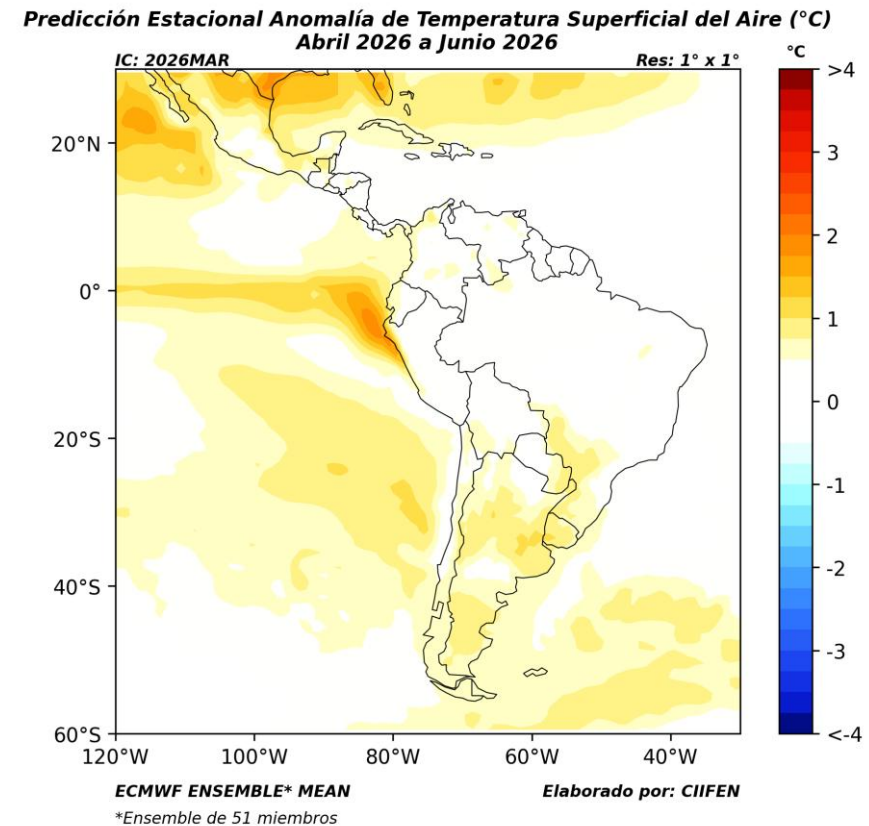 Predicción Estacional Anomalía de Temperatura Superficial del Aire (°C)
Abril 2026 a Junio 2026
IC: 2026MAR
Res: 1° x 1°
°C
>4
3
2
1
0
-1
-2
-3
<-4
20°N
0°
20°S
40°S
60°S
120°W
100°W
80°W
60°W
40°W
ECMWF ENSEMBLE* MEAN
Elaborado por: CIIFEN
*Ensemble de 51 miembros